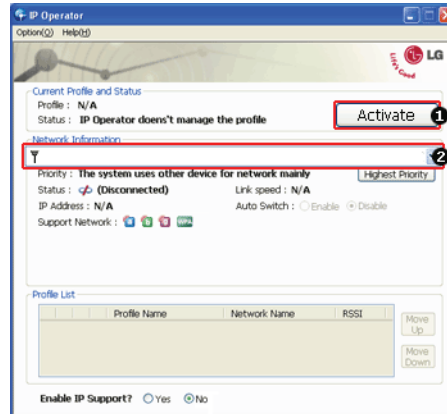 IP Operator
Option(O) Help(H)
Life's Good LG
Current Profile and Status
Profile : N/A
Status : IP Operator doens't manage the profile
Activate 1
Network Information
2
Priority : The system uses other device for network mainly Highest Priority
Status : (Disconnected) Link speed : N/A
IP Address : N/A Auto Switch : Enable Disable
Support Network : a b g WPA
Profile List
Profile Name Network Name RSSI
Move Up
Move Down
Enable IP Support? Yes No